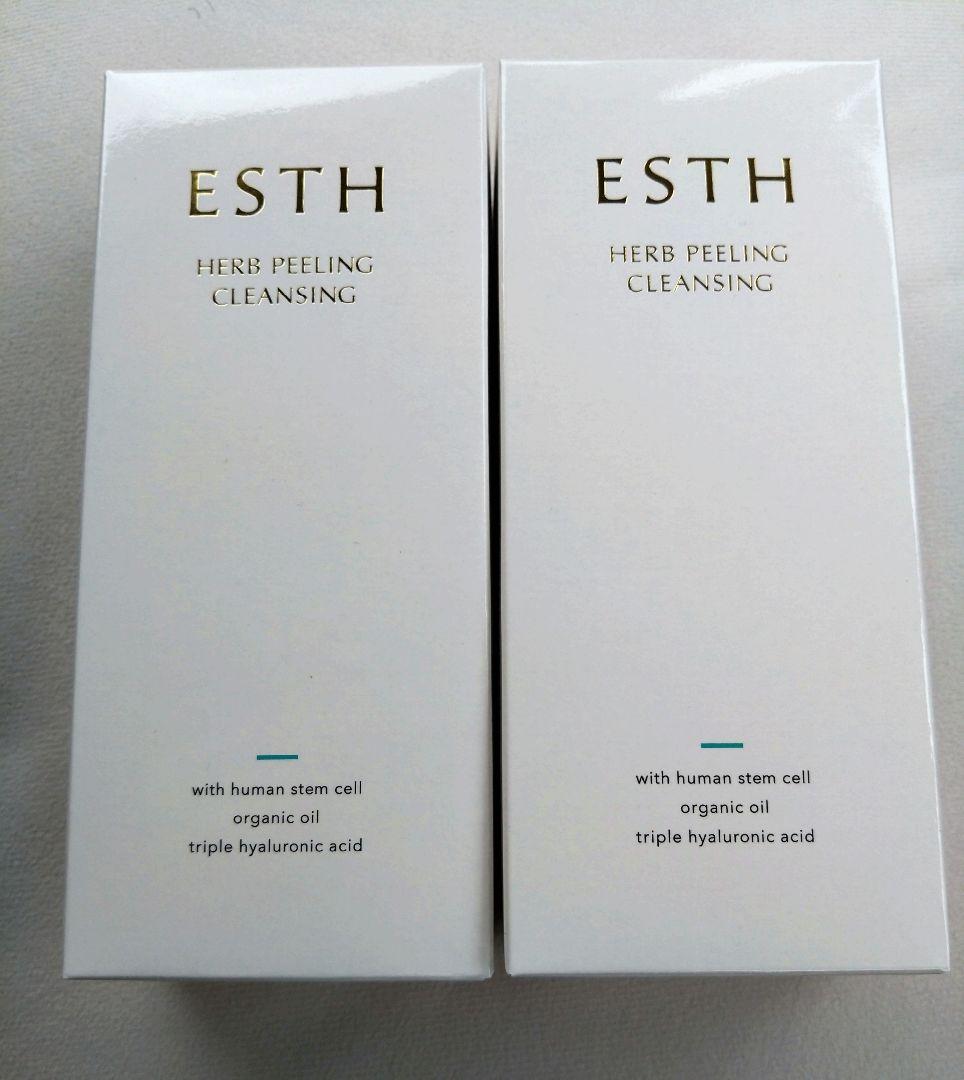 ESTH
HERB PEELING
CLEANSING
with human stem cell
organic oil
triple hyaluronic acid
ESTH
HERB PEELING
CLEANSING
with human stem cell
organic oil
triple hyaluronic acid